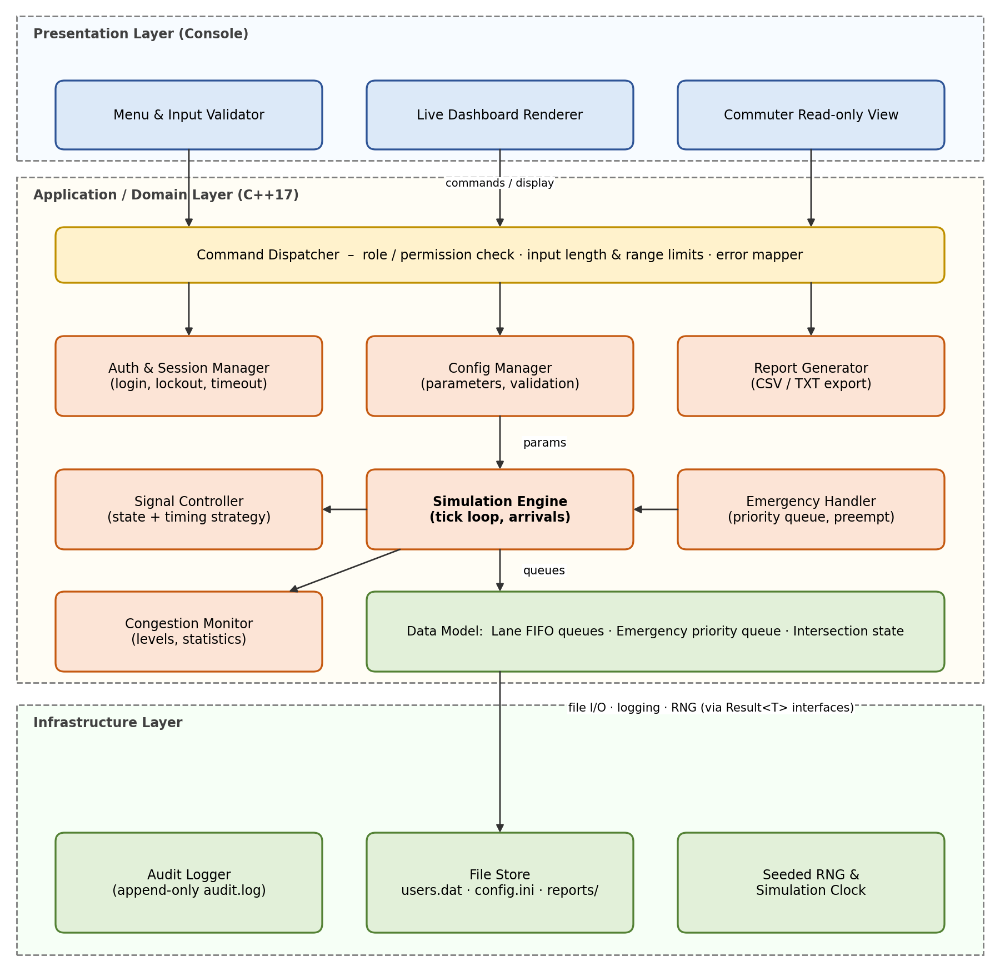 Presentation Layer (Console)
Menu & Input Validator
Live Dashboard Renderer
Commuter Read-only View
commands / display
Application / Domain Layer (C++17)
Command Dispatcher – role / permission check · input length & range limits · error mapper
Auth & Session Manager
(login, lockout, timeout)
Config Manager
(parameters, validation)
Report Generator
(CSV / TXT export)
params
Signal Controller
(state + timing strategy)
Simulation Engine
(tick loop, arrivals)
Emergency Handler
(priority queue, preempt)
queues
Congestion Monitor
(levels, statistics)
Data Model: Lane FIFO queues · Emergency priority queue · Intersection state
file I/O · logging · RNG (via Result<T> interfaces)
Infrastructure Layer
Audit Logger
(append-only audit.log)
File Store
users.dat · config.ini · reports/
Seeded RNG &
Simulation Clock